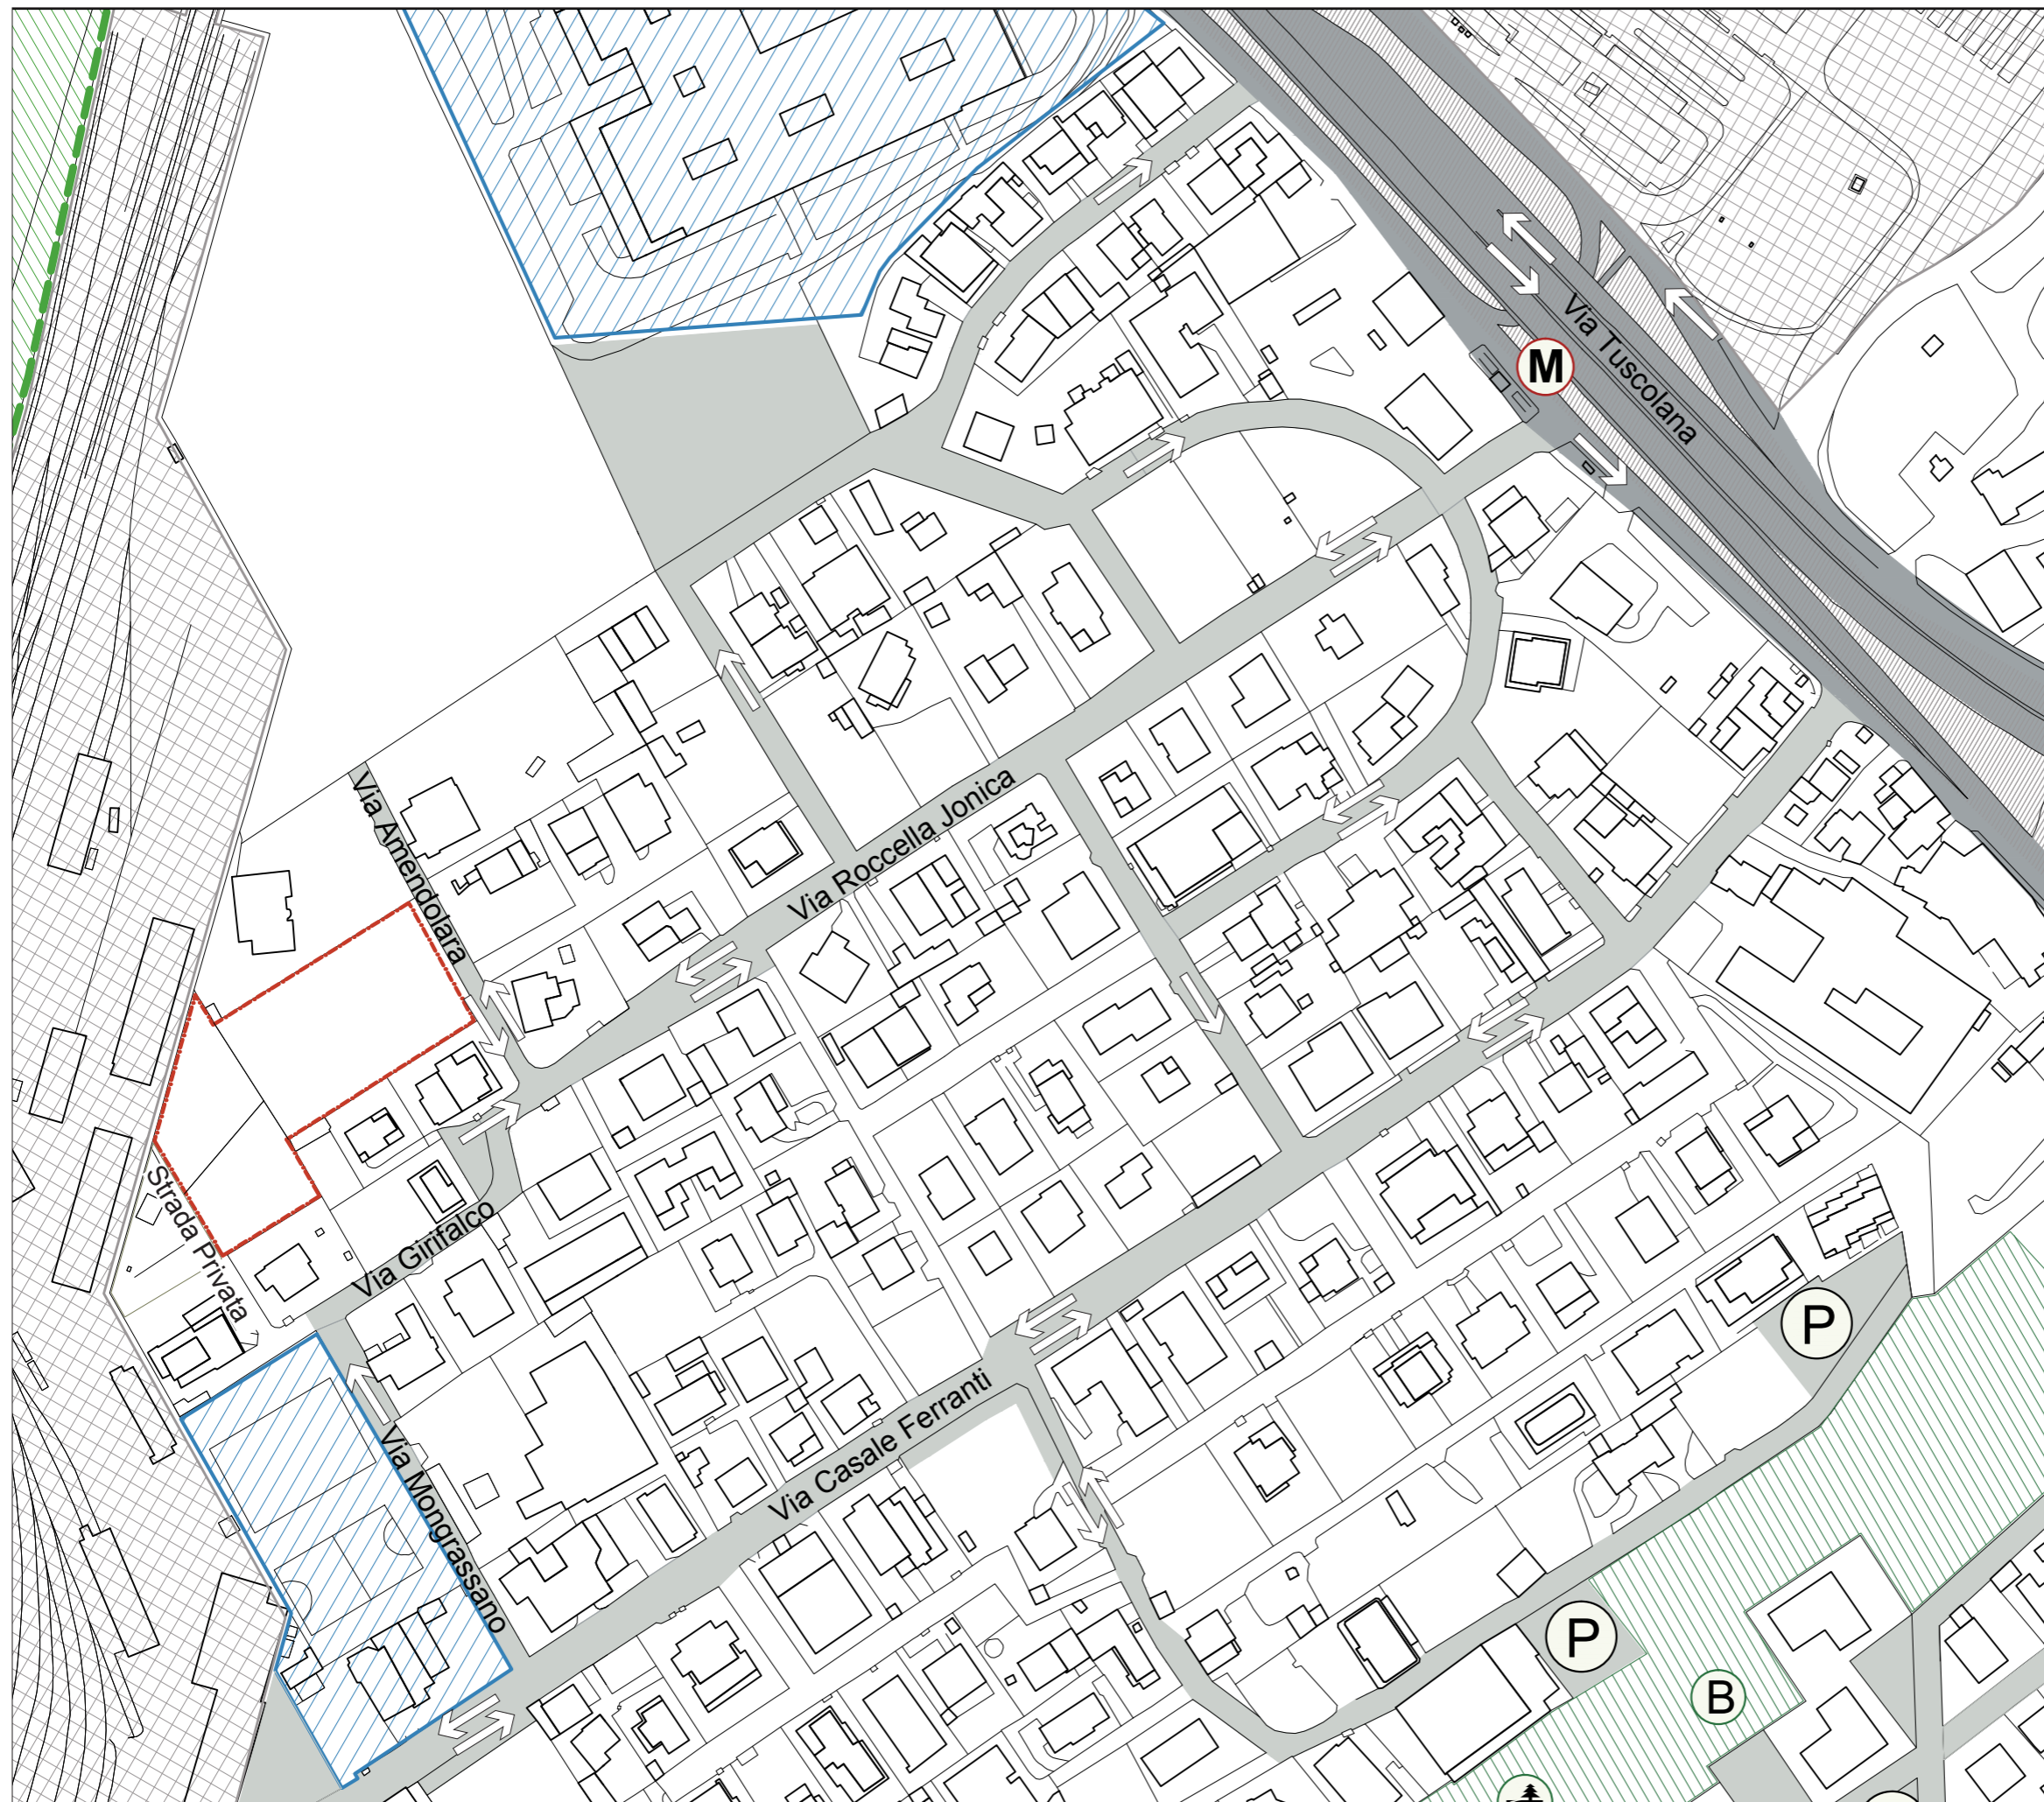 Via Tuscolana
M
Via Amendolara
Via Roccella Jonica
Strada Privata
Via Girifalco
P
Via Casale Ferranti
Via Mongrassano
P
B